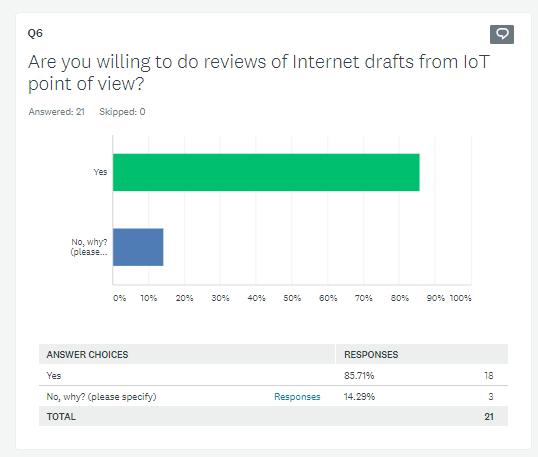 Q6
Are you willing to do reviews of Internet drafts from IoT
point of view?
Answered: 21 Skipped: 0
Yes
No, why?
(please...
0% 10% 20% 30% 40% 50% 60% 70% 80% 90% 100%
ANSWER CHOICES RESPONSES
Yes 85.71% 18
No, why? (please specify) Responses 14.29% 3
TOTAL 21